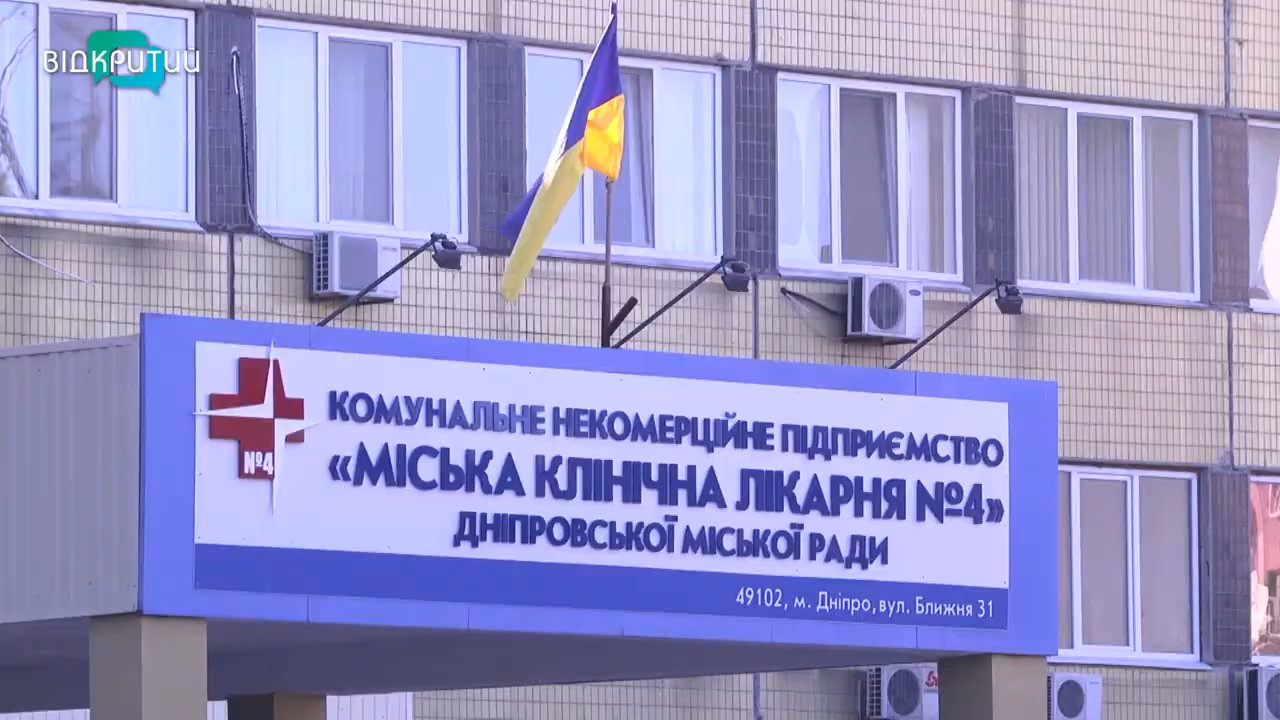 ВІДКРИТИЙ
КОМУНАЛЬНЕ НЕКОМЕРЦІЙНЕ ПІДПРИЄМСТВО
«МІСЬКА КЛІНІЧНА ЛІКАРНЯ №4»
ДНІПРОВСЬКОЇ МІСЬКОЇ РАДИ
№4
49102, м. Дніпро, вул. Ближня 31